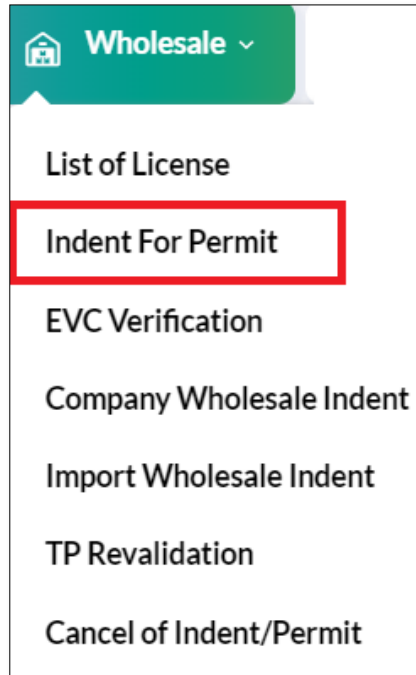 Wholesale
List of License
Indent For Permit
EVC Verification
Company Wholesale Indent
Import Wholesale Indent
TP Revalidation
Cancel of Indent/Permit